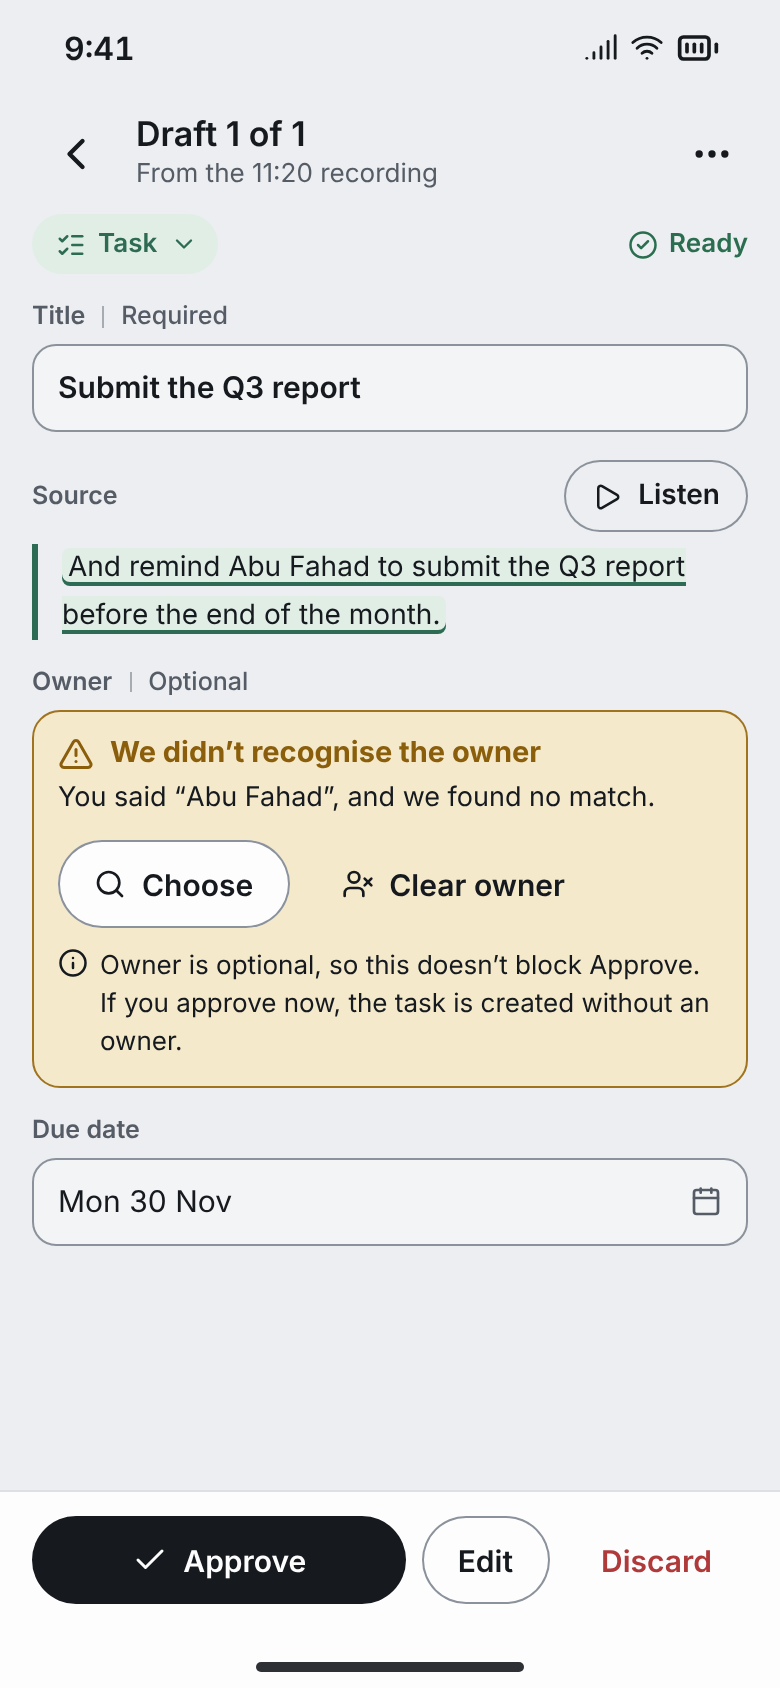 9:41
Draft 1 of 1
From the 11:20 recording
Task
Ready
Title | Required
Submit the Q3 report
Source
Listen
And remind Abu Fahad to submit the Q3 report
before the end of the month.
Owner | Optional
We didn’t recognise the owner
You said “Abu Fahad”, and we found no match.
Choose
Clear owner
Owner is optional, so this doesn’t block Approve.
If you approve now, the task is created without an
owner.
Due date
Mon 30 Nov
Approve
Edit
Discard